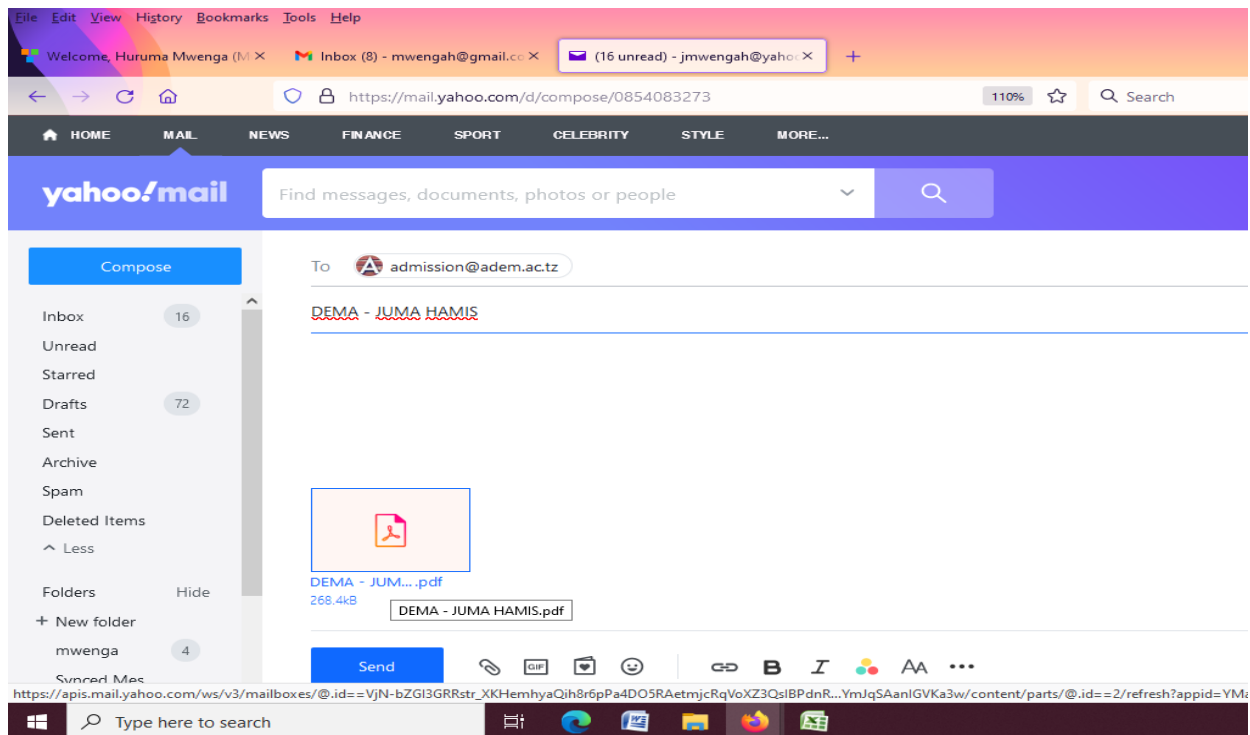 File Edit View History Bookmarks Tools Help
Welcome, Huruma Mwenga (M
Inbox (8) - mwengah@gmail.co
(16 unread) - jmwengah@yahoo
https://mail.yahoo.com/d/compose/0854083273
110%
Search
HOME MAIL NEWS FINANCE SPORT CELEBRITY STYLE MORE...
yahoo!mail
Find messages, documents, photos or people
Compose
To admission@adem.ac.tz
DEMA - JUMA HAMIS
Inbox 16
Unread
Starred
Drafts 72
Sent
Archive
Spam
Deleted Items
Less
Folders Hide
+ New folder
mwenga 4
Synced Mes
DEMA - JUM... .pdf
268.4kB
DEMA - JUMA HAMIS.pdf
Send GIF B I AA
Type here to search